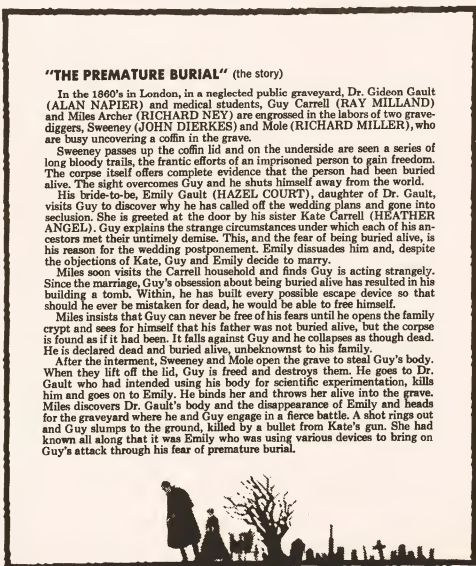 "THE PREMATURE BURIAL" (the story)
In the 1860's in London, in a neglected public graveyard, Dr. Gideon Gault
(ALAN NAPIER) and medical students, Guy Carrell (RAY MILLAND)
and Miles Archer (RICHARD NEY) are engrossed in the labors of two grave-
diggers, Sweeney (JOHN DIERKES) and Mole (RICHARD MILLER), who
are busy uncovering a coffin in the grave.
Sweeney passes up the coffin lid and on the underside are seen a series of
long bloody trails, the frantic efforts of an imprisoned person to gain freedom.
The corpse itself offers complete evidence that the person had been buried
alive. The sight overcomes Guy and he shuts himself away from the world.
His bride-to-be, Emily Gault (HAZEL COURT), daughter of Dr. Gault,
visits Guy to discover why he has called off the wedding plans and gone into
seclusion. She is greeted at the door by his sister Kate Carrell (HEATHER
ANGEL). Guy explains the strange circumstances under which each of his an-
cestors met their untimely demise. This, and the fear of being buried alive, is
his reason for the wedding postponement. Emily dissuades him and, despite
the objections of Kate, Guy and Emily decide to marry.
Miles soon visits the Carrell household and finds Guy is acting strangely.
Since the marriage, Guy's obsession about being buried alive has resulted in his
building a tomb. Within, he has built every possible escape device so that
should he ever be mistaken for dead, he would be able to free himself.
Miles insists that Guy can never be free of his fears until he opens the family
crypt and sees for himself that his father was not buried alive, but the corpse
is found as if it had been. It falls against Guy and he collapses as though dead.
He is declared dead and buried alive, unbeknownst to his family.
After the interment, Sweeney and Mole open the grave to steal Guy's body.
When they lift off the lid, Guy is freed and destroys them. He goes to Dr.
Gault who had intended using his body for scientific experimentation, kills
him and goes on to Emily. He binds her and throws her alive into the grave.
Miles discovers Dr. Gault's body and the disappearance of Emily and heads
for the graveyard where he and Guy engage in a fierce battle. A shot rings out
and Guy slumps to the ground, killed by a bullet from Kate's gun. She had
known all along that it was Emily who was using various devices to bring on
Guy's attack through his fear of premature burial.